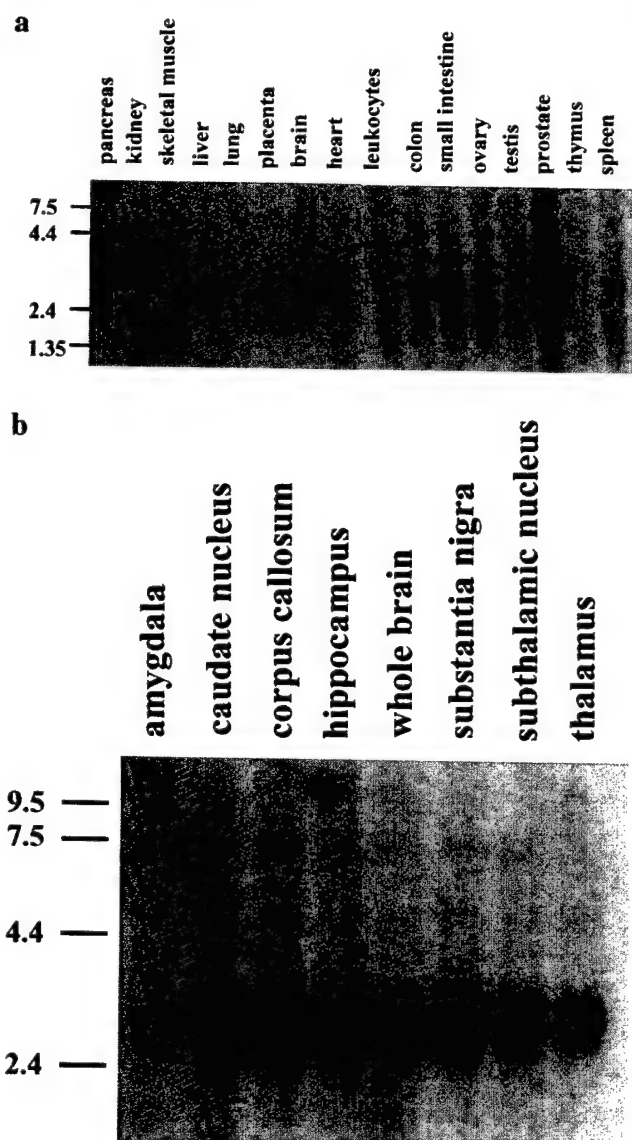 a
pancreas
kidney
skeletal muscle
liver
lung
placenta
brain
heart
leukocytes
colon
small intestine
ovary
testis
prostate
thymus
spleen
7.5
4.4
2.4
1.35
b
amygdala
caudate nucleus
corpus callosum
hippocampus
whole brain
substantia nigra
subthalamic nucleus
thalamus
9.5
7.5
4.4
2.4